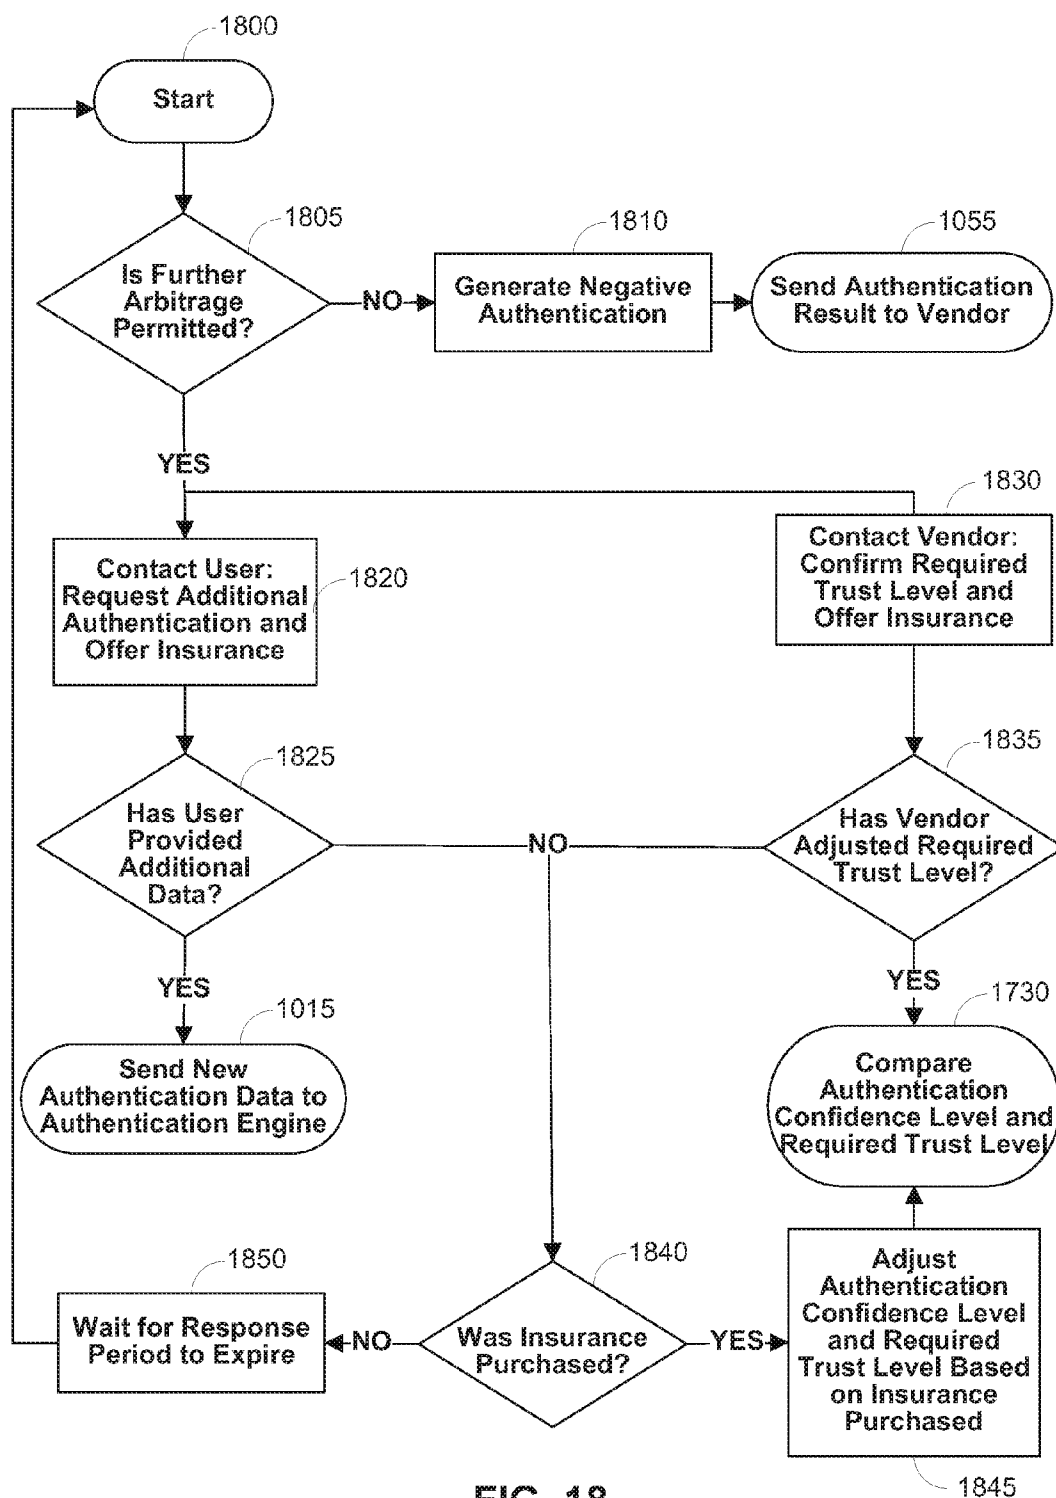 1800
Start
1805
Is Further
Arbitrage
Permitted?
NO
1810
Generate Negative
Authentication
1055
Send Authentication
Result to Vendor
YES
1820
Contact User:
Request Additional
Authentication and
Offer Insurance
1830
Contact Vendor:
Confirm Required
Trust Level and
Offer Insurance
1825
Has User
Provided
Additional
Data?
NO
1835
Has Vendor
Adjusted Required
Trust Level?
YES
1015
Send New
Authentication Data to
Authentication Engine
YES
1730
Compare
Authentication
Confidence Level and
Required Trust Level
1850
Wait for Response
Period to Expire
NO
1840
Was Insurance
Purchased?
YES
Adjust
Authentication
Confidence Level
and Required
Trust Level Based
on Insurance
Purchased
1845
FIG. 18